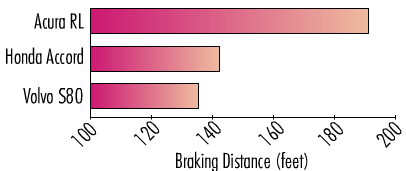 Acura RL
Honda Accord
Volvo S80
100 120 140 160 180 200
Braking Distance (feet)